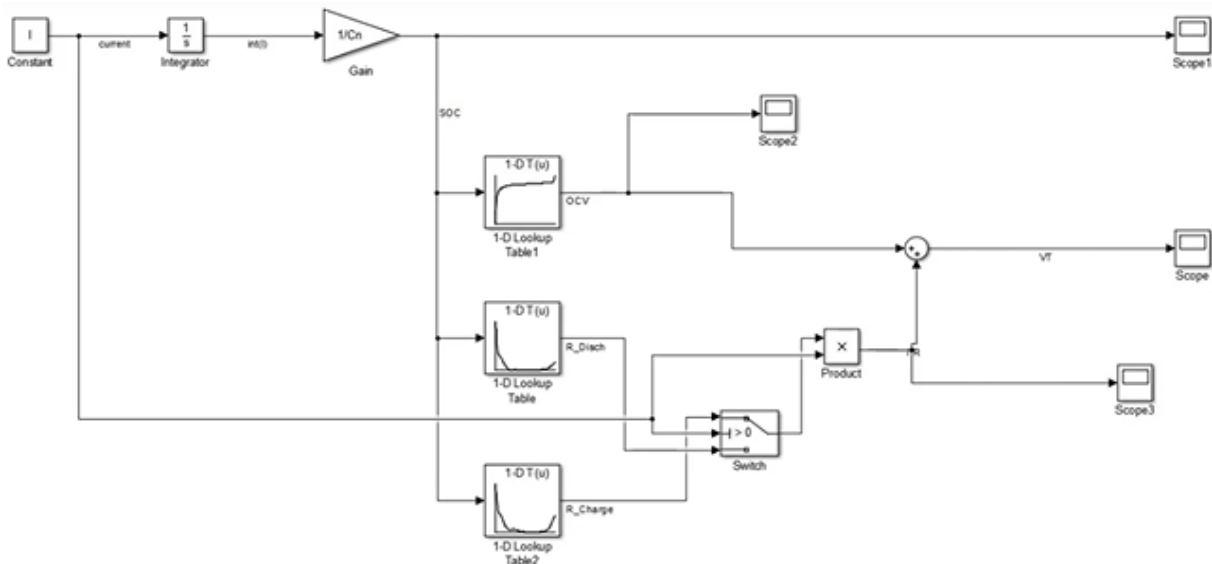 I
Constant
current
1
s
Integrator
int(I)
1/Cn
Gain
Scope1
SOC
Scope2
1-D T(u)
OCV
1-D Lookup
Table1
++
VT
Scope
1-D T(u)
R_Disch
1-D Lookup
Table
×
Product
Scope3
> 0
Switch
1-D T(u)
R_Charge
1-D Lookup
Table2